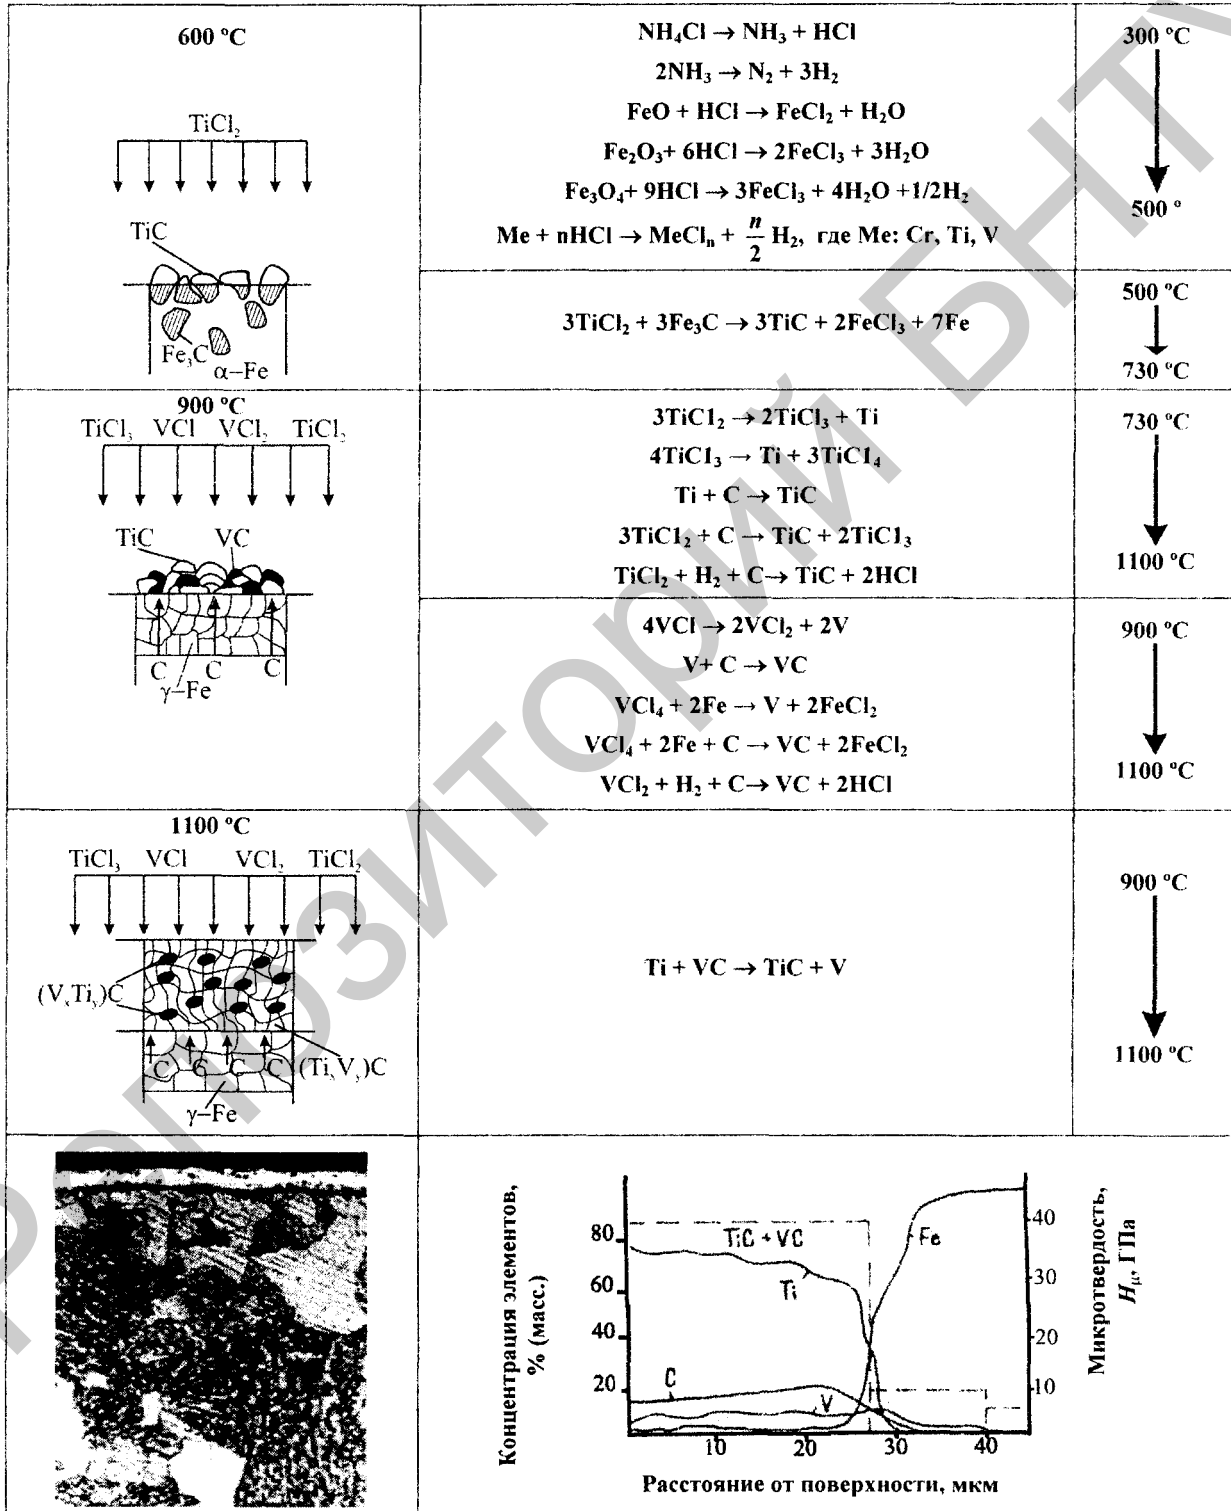 600 °C
TiCl₂
TiC
Fe₃C
α–Fe
NH₄Cl → NH₃ + HCl
2NH₃ → N₂ + 3H₂
FeO + HCl → FeCl₂ + H₂O
Fe₂O₃+ 6HCl → 2FeCl₃ + 3H₂O
Fe₃O₄+ 9HCl → 3FeCl₃ + 4H₂O +1/2H₂
Me + nHCl → MeClₙ + n/2 H₂, где Me: Cr, Ti, V
300 °C
500 °
3TiCl₂ + 3Fe₃C → 3TiC + 2FeCl₃ + 7Fe
500 °C
730 °C
900 °C
TiCl₃ VCl VCl₂ TiCl₂
TiC VC
C C C
γ–Fe
3TiCl₂ → 2TiCl₃ + Ti
4TiCl₃ → Ti + 3TiCl₄
Ti + C → TiC
3TiCl₂ + C → TiC + 2TiCl₃
TiCl₂ + H₂ + C → TiC + 2HCl
730 °C
1100 °C
4VCl → 2VCl₂ + 2V
V+ C → VC
VCl₄ + 2Fe → V + 2FeCl₂
VCl₄ + 2Fe + C → VC + 2FeCl₂
VCl₂ + H₂ + C→ VC + 2HCl
900 °C
1100 °C
1100 °C
TiCl₃ VCl VCl₂ TiCl₂
(VₓTiᵧ)C
C C C C (TiₓVᵧ)C
γ–Fe
Ti + VC → TiC + V
900 °C
1100 °C
Концентрация элементов,
% (масс.)
80
60
40
20
TiC + VC
Ti
Fe
C
V
10 20 30 40
Расстояние от поверхности, мкм
40
30
20
10
Микротвердость,
Hμ, ГПа
Репозиторий БНТУ